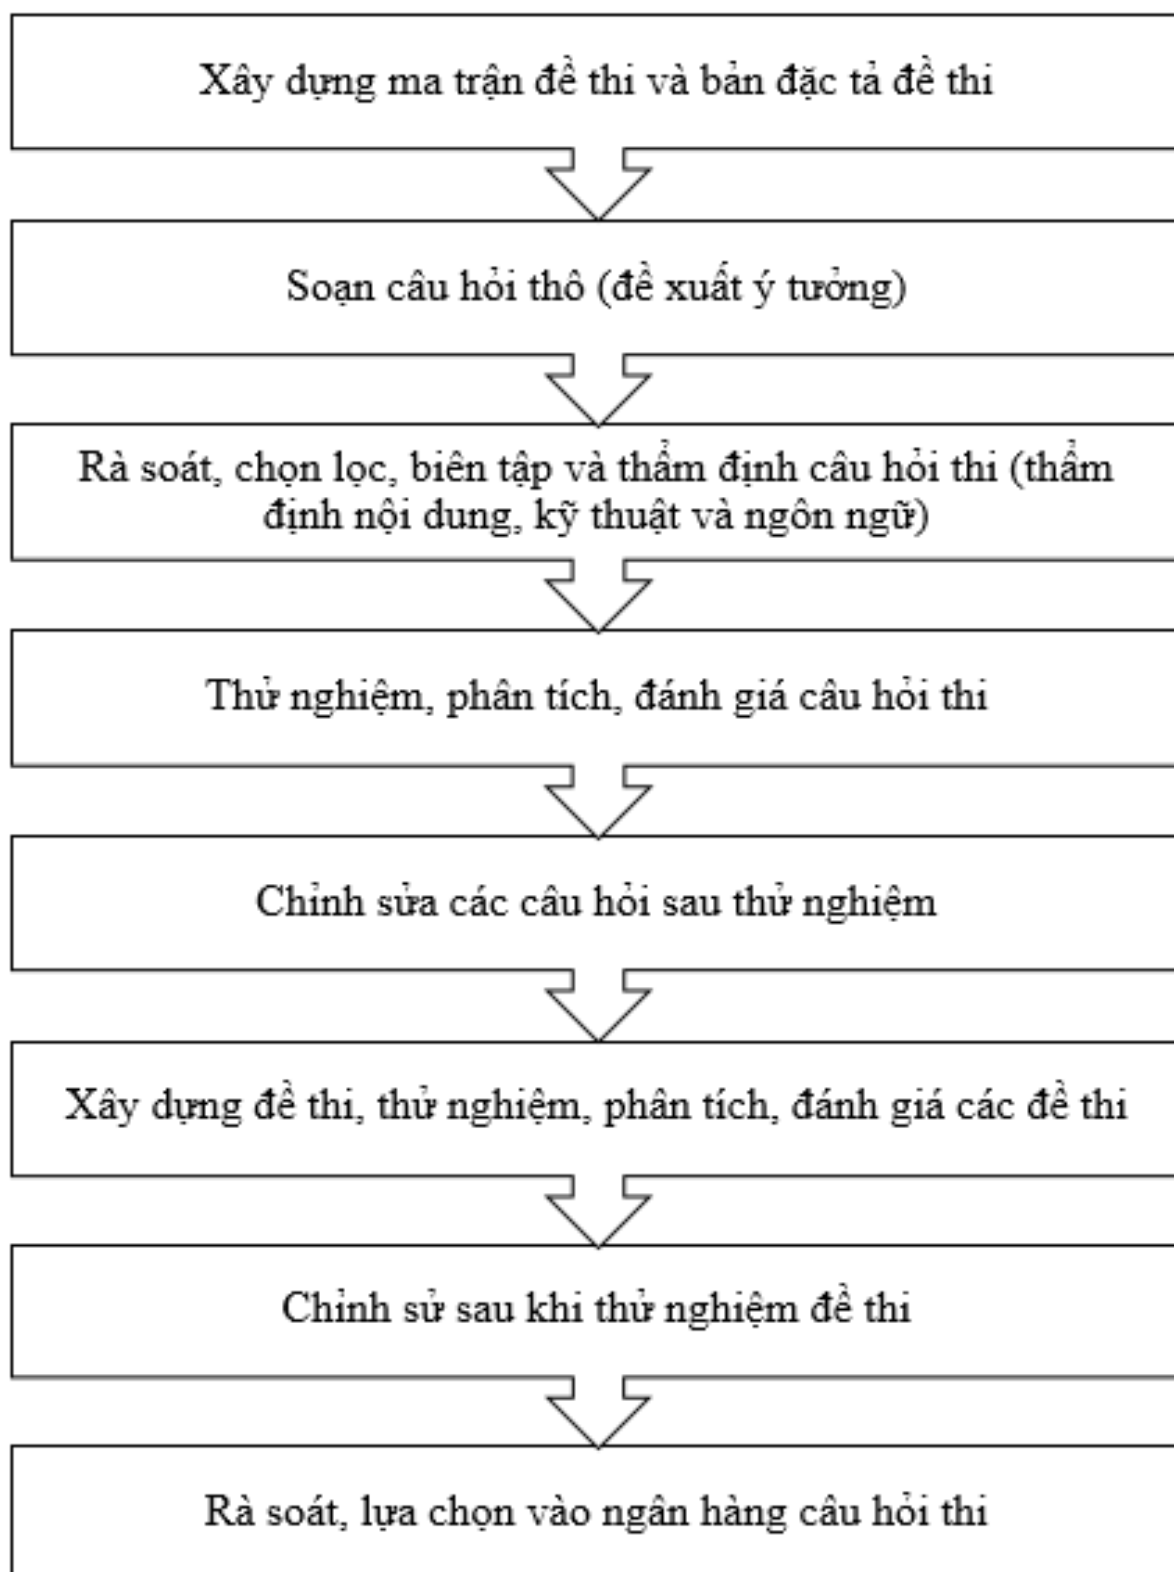 Xây dựng ma trận đề thi và bản đặc tả đề thi
Soạn câu hỏi thô (đề xuất ý tưởng)
Rà soát, chọn lọc, biên tập và thẩm định câu hỏi thi (thẩm
định nội dung, kỹ thuật và ngôn ngữ)
Thử nghiệm, phân tích, đánh giá câu hỏi thi
Chỉnh sửa các câu hỏi sau thử nghiệm
Xây dựng đề thi, thử nghiệm, phân tích, đánh giá các đề thi
Chỉnh sử sau khi thử nghiệm đề thi
Rà soát, lựa chọn vào ngân hàng câu hỏi thi